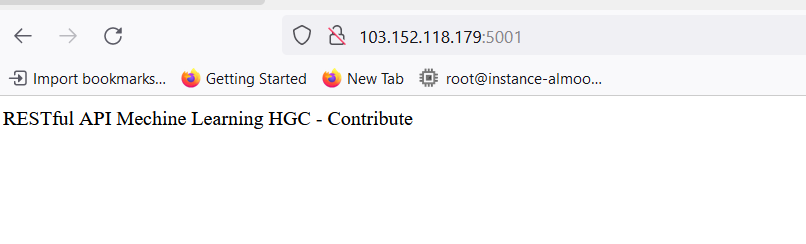 103.152.118.179:5001
Import bookmarks... Getting Started New Tab root@instance-almoo...
RESTful API Mechine Learning HGC - Contribute